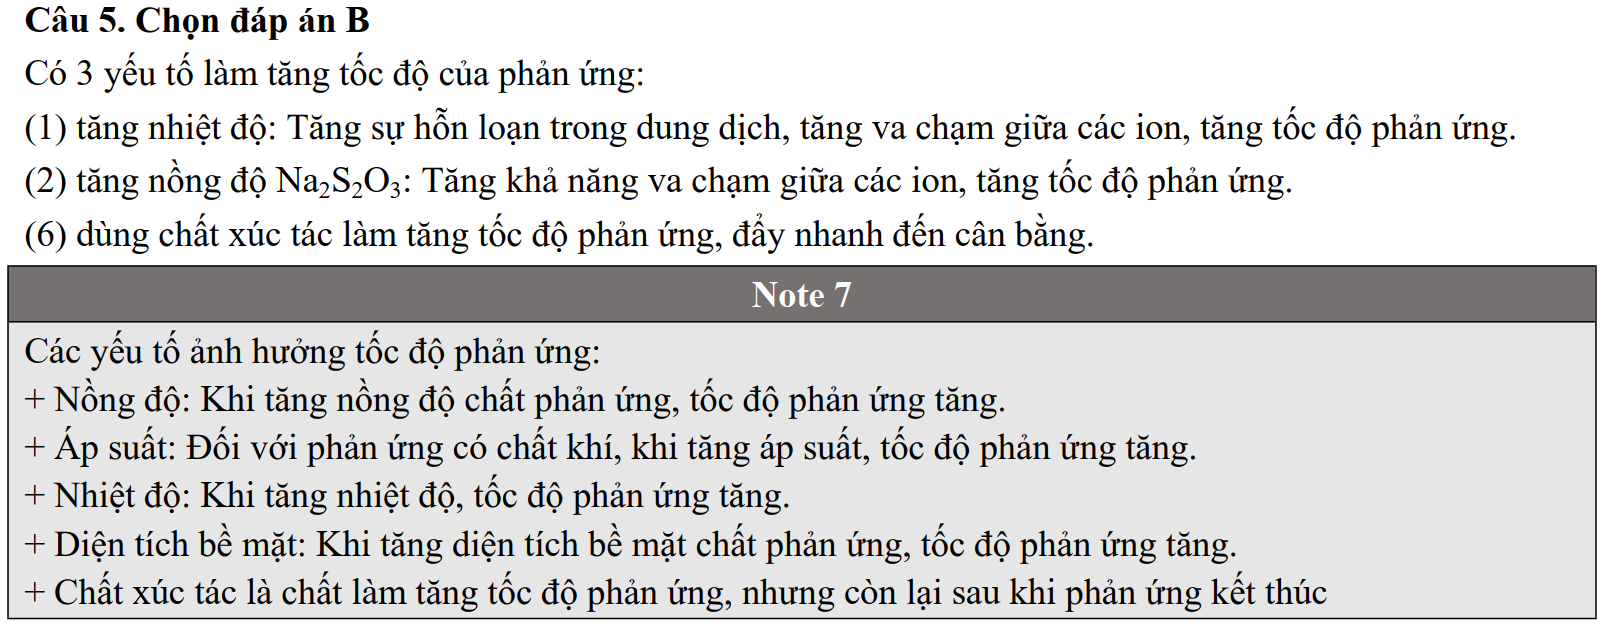 Câu 5. Chọn đáp án B
Có 3 yếu tố làm tăng tốc độ của phản ứng:
(1) tăng nhiệt độ: Tăng sự hỗn loạn trong dung dịch, tăng va chạm giữa các ion, tăng tốc độ phản ứng.
(2) tăng nồng độ Na₂S₂O₃: Tăng khả năng va chạm giữa các ion, tăng tốc độ phản ứng.
(6) dùng chất xúc tác làm tăng tốc độ phản ứng, đẩy nhanh đến cân bằng.
Note 7
Các yếu tố ảnh hưởng tốc độ phản ứng:
+ Nồng độ: Khi tăng nồng độ chất phản ứng, tốc độ phản ứng tăng.
+ Áp suất: Đối với phản ứng có chất khí, khi tăng áp suất, tốc độ phản ứng tăng.
+ Nhiệt độ: Khi tăng nhiệt độ, tốc độ phản ứng tăng.
+ Diện tích bề mặt: Khi tăng diện tích bề mặt chất phản ứng, tốc độ phản ứng tăng.
+ Chất xúc tác là chất làm tăng tốc độ phản ứng, nhưng còn lại sau khi phản ứng kết thúc